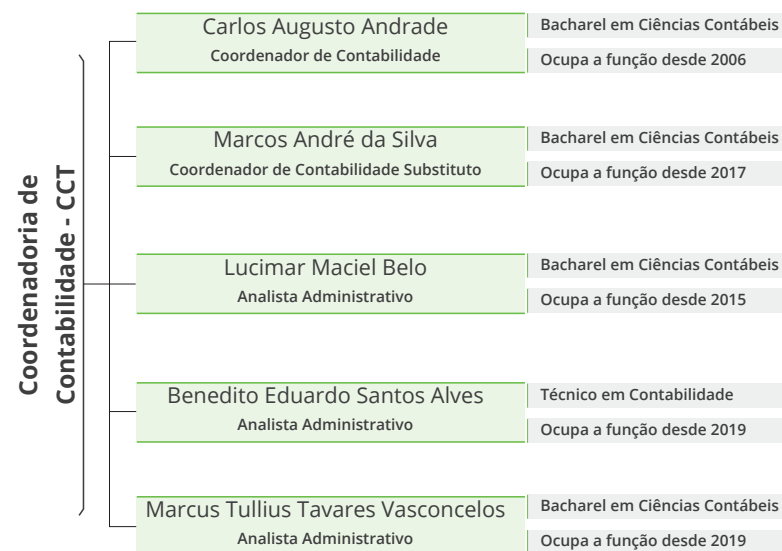 Coordenadoria de
Contabilidade - CCT
Carlos Augusto Andrade
Coordenador de Contabilidade
Bacharel em Ciências Contábeis
Ocupa a função desde 2006
Marcos André da Silva
Coordenador de Contabilidade Substituto
Bacharel em Ciências Contábeis
Ocupa a função desde 2017
Lucimar Maciel Belo
Analista Administrativo
Bacharel em Ciências Contábeis
Ocupa a função desde 2015
Benedito Eduardo Santos Alves
Analista Administrativo
Técnico em Contabilidade
Ocupa a função desde 2019
Marcus Tullius Tavares Vasconcelos
Analista Administrativo
Bacharel em Ciências Contábeis
Ocupa a função desde 2019